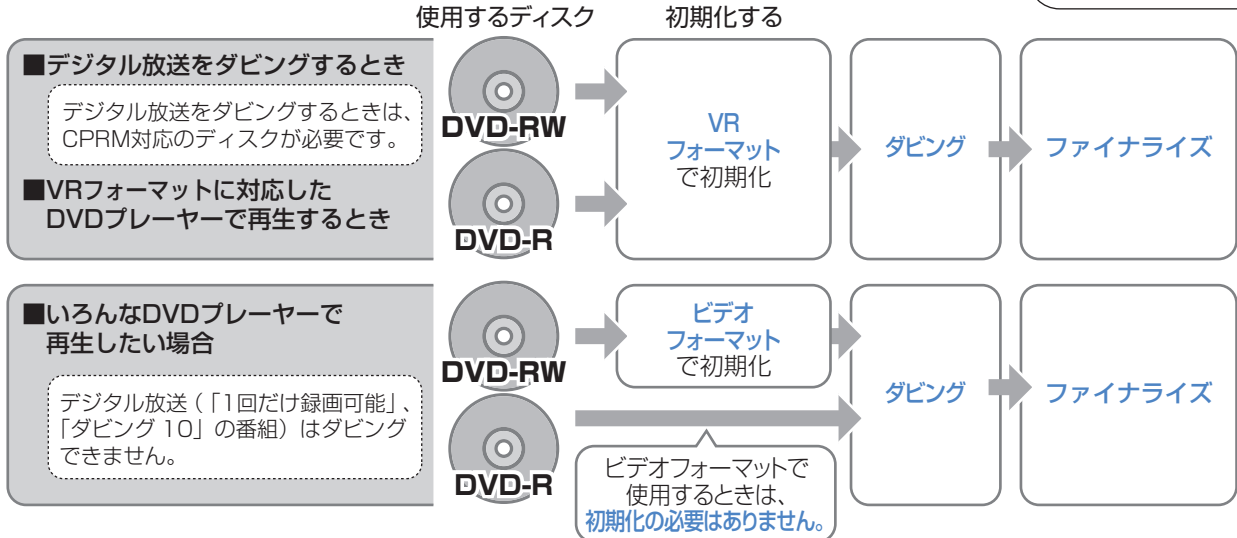 使用するディスク
初期化する
■デジタル放送をダビングするとき
デジタル放送をダビングするときは、
CPRM対応のディスクが必要です。
■VRフォーマットに対応した
DVDプレーヤーで再生するとき
DVD-RW
DVD-R
VR
フォーマット
で初期化
ダビング
ファイナライズ
■いろんなDVDプレーヤーで
再生したい場合
デジタル放送（「1回だけ録画可能」、
「ダビング 10」の番組）はダビング
できません。
DVD-RW
DVD-R
ビデオ
フォーマット
で初期化
ビデオフォーマットで
使用するときは、
初期化の必要はありません。
ダビング
ファイナライズ